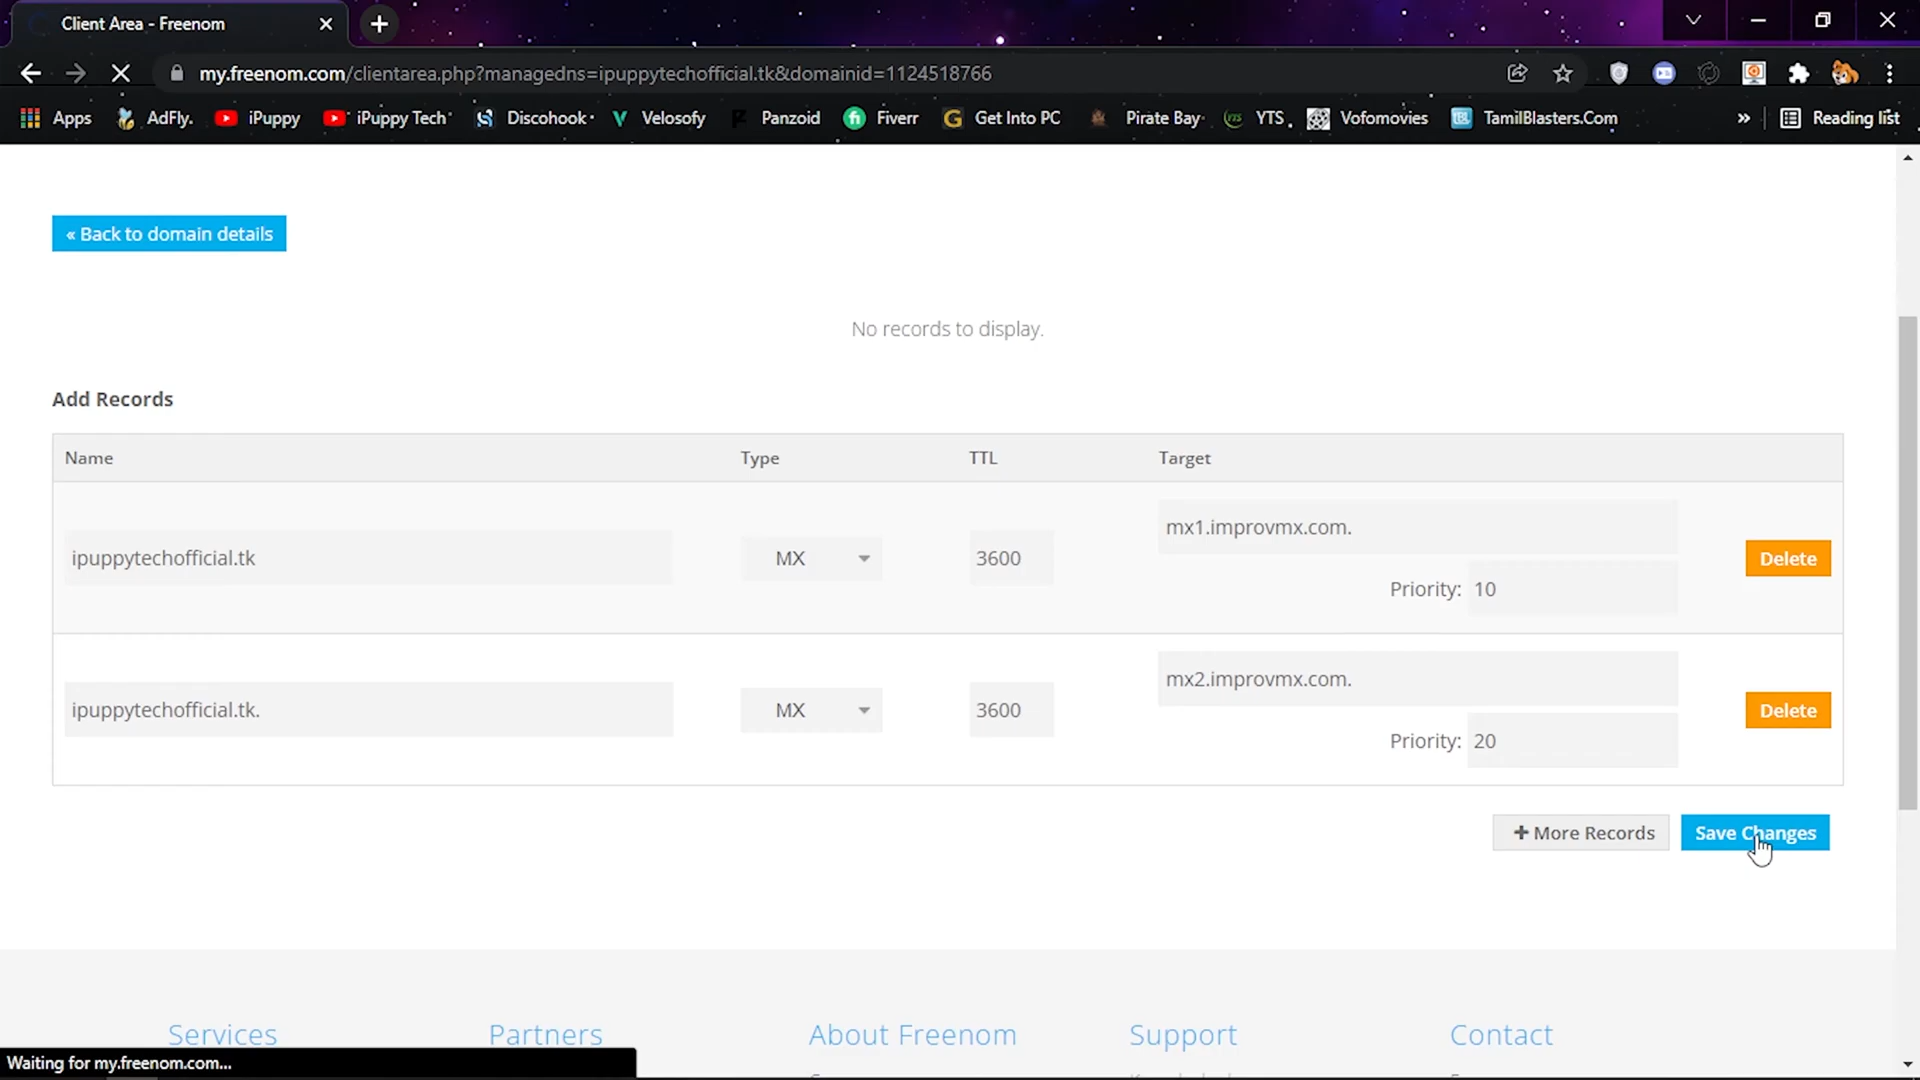 Client Area - Freenom
my.freenom.com/clientarea.php?managedns=ipuppytechofficial.tk&domainid=1124518766
Apps AdFly. iPuppy iPuppy Tech Discohook Velosofy Panzoid Fiverr Get Into PC Pirate Bay YTS Vofomovies TamilBlasters.Com » Reading list
« Back to domain details
No records to display.
Add Records
Name Type TTL Target
ipuppytechofficial.tk MX 3600 mx1.improvmx.com.
Priority: 10
Delete
ipuppytechofficial.tk. MX 3600 mx2.improvmx.com.
Priority: 20
Delete
+ More Records Save Changes
Services Partners About Freenom Support Contact
Waiting for my.freenom.com...